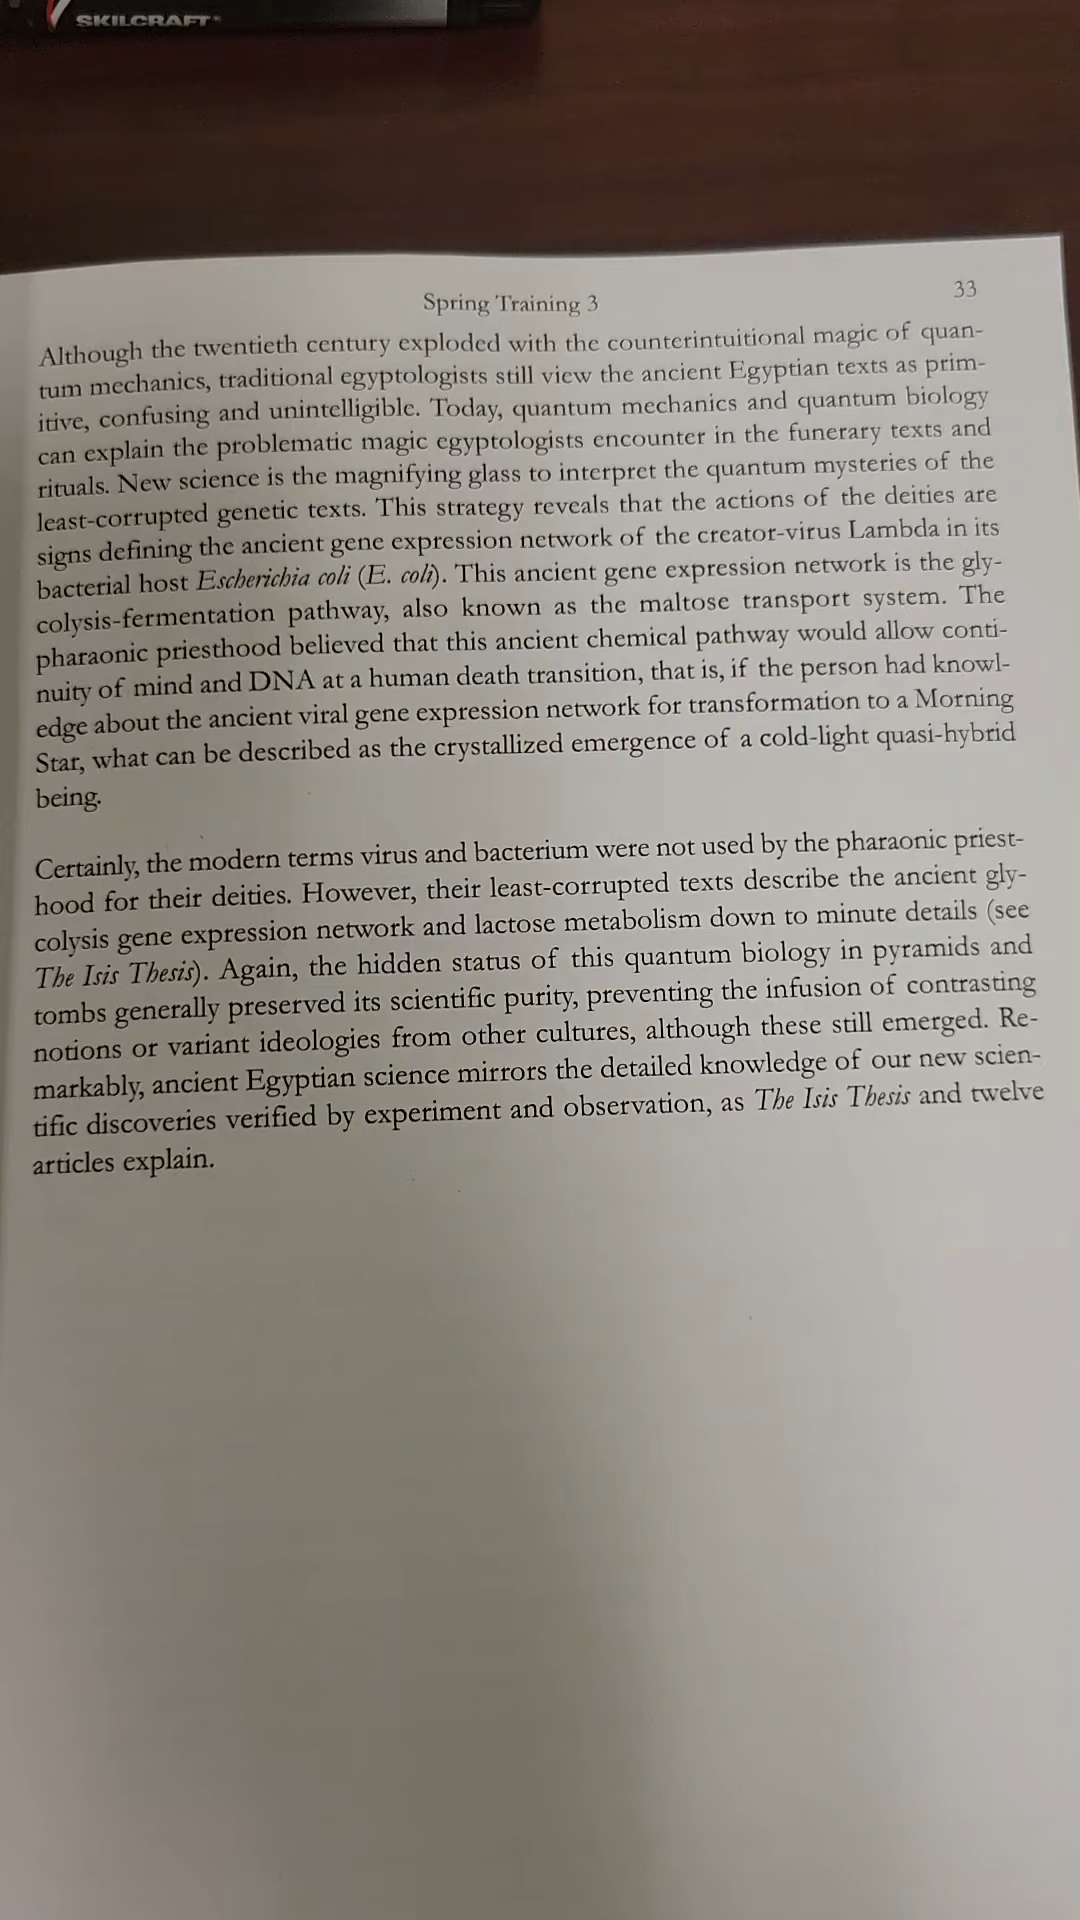 SKILCRAFT
Spring Training 3
33
Although the twentieth century exploded with the counterintuitional magic of quan-
tum mechanics, traditional egyptologists still view the ancient Egyptian texts as prim-
itive, confusing and unintelligible. Today, quantum mechanics and quantum biology
can explain the problematic magic egyptologists encounter in the funerary texts and
rituals. New science is the magnifying glass to interpret the quantum mysteries of the
least-corrupted genetic texts. This strategy reveals that the actions of the deities are
signs defining the ancient gene expression network of the creator-virus Lambda in its
bacterial host Escherichia coli (E. coli). This ancient gene expression network is the gly-
colysis-fermentation pathway, also known as the maltose transport system. The
pharaonic priesthood believed that this ancient chemical pathway would allow conti-
nuity of mind and DNA at a human death transition, that is, if the person had knowl-
edge about the ancient viral gene expression network for transformation to a Morning
Star, what can be described as the crystallized emergence of a cold-light quasi-hybrid
being.
Certainly, the modern terms virus and bacterium were not used by the pharaonic priest-
hood for their deities. However, their least-corrupted texts describe the ancient gly-
colysis gene expression network and lactose metabolism down to minute details (see
The Isis Thesis). Again, the hidden status of this quantum biology in pyramids and
tombs generally preserved its scientific purity, preventing the infusion of contrasting
notions or variant ideologies from other cultures, although these still emerged. Re-
markably, ancient Egyptian science mirrors the detailed knowledge of our new scien-
tific discoveries verified by experiment and observation, as The Isis Thesis and twelve
articles explain.